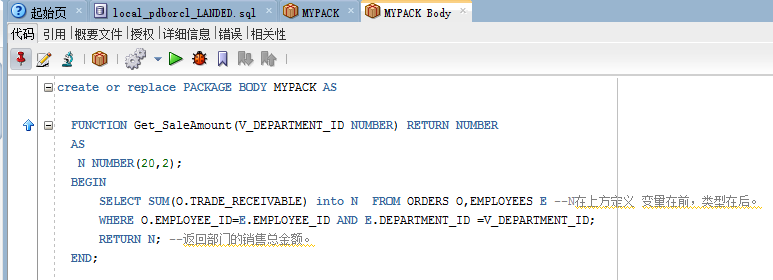 起始页 local_pdborcl_LANDED.sql MYPACK MYPACK Body
代码 引用 概要文件 授权 详细信息 错误 相关性
create or replace PACKAGE BODY MYPACK AS
FUNCTION Get_SaleAmount(V_DEPARTMENT_ID NUMBER) RETURN NUMBER
AS
N NUMBER(20,2);
BEGIN
SELECT SUM(O.TRADE_RECEIVABLE) into N  FROM ORDERS O,EMPLOYEES E --N在上方定义 变量在前，类型在后。
WHERE O.EMPLOYEE_ID=E.EMPLOYEE_ID AND E.DEPARTMENT_ID =V_DEPARTMENT_ID;
RETURN N; --返回部门的销售总金额。
END;